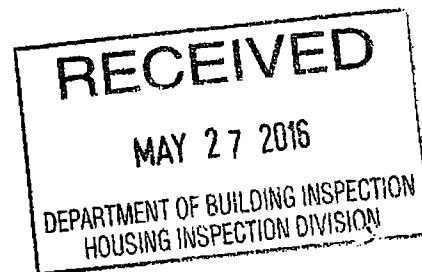 RECEIVED
MAY 27 2016
DEPARTMENT OF BUILDING INSPECTION
HOUSING INSPECTION DIVISION